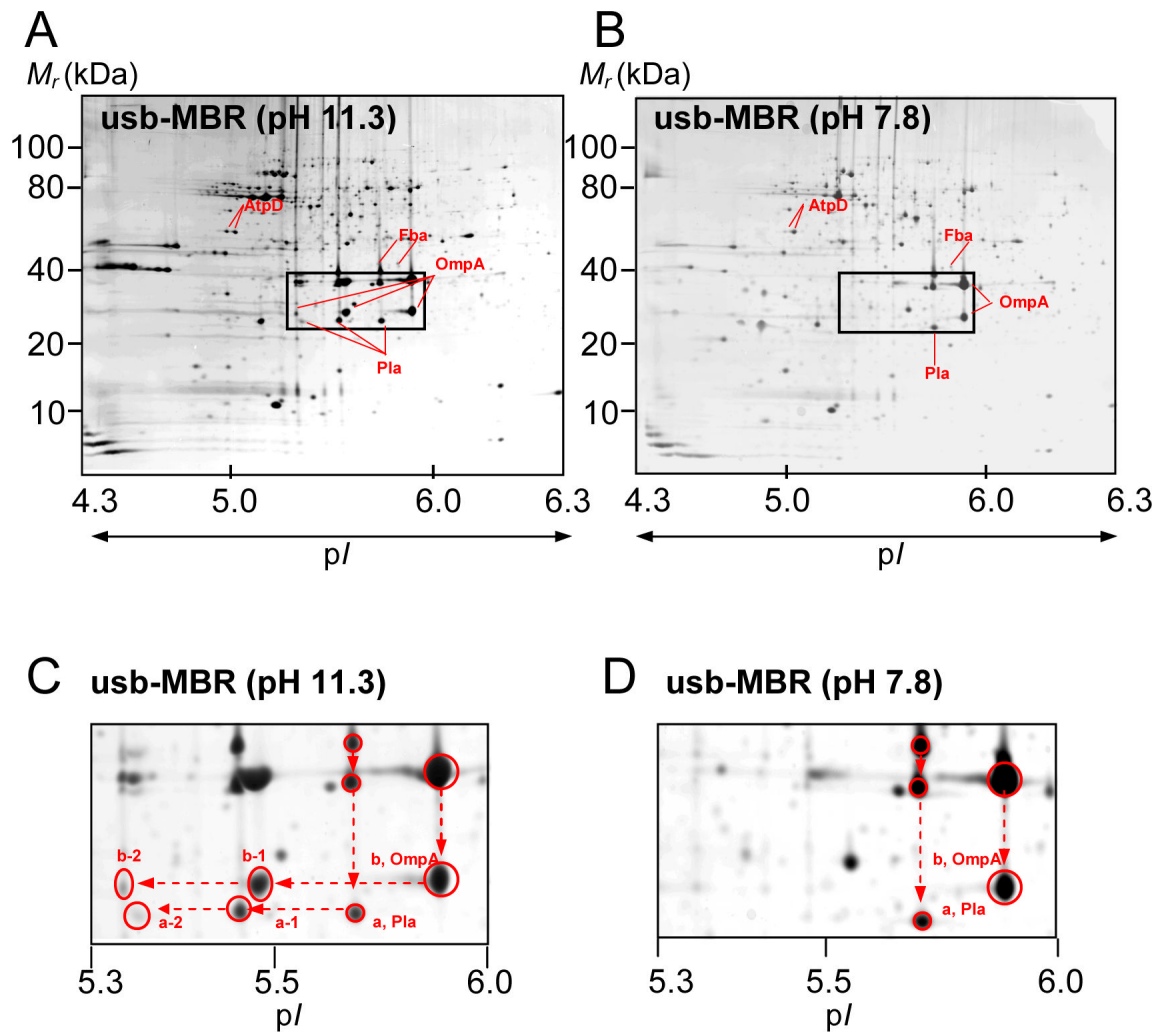 A
B
Mr (kDa)
Mr (kDa)
usb-MBR (pH 11.3)
usb-MBR (pH 7.8)
100
100
80
80
AtpD
AtpD
Fba
Fba
OmpA
40
40
OmpA
20
20
Pla
Pla
10
10
4.3 5.0 6.0 6.3
4.3 5.0 6.0 6.3
pI
pI
C
usb-MBR (pH 11.3)
D
usb-MBR (pH 7.8)
b-2
b-1
b, OmpA
b, OmpA
a-2
a-1
a, Pla
a, Pla
5.3 5.5 6.0
5.3 5.5 6.0
pI
pI